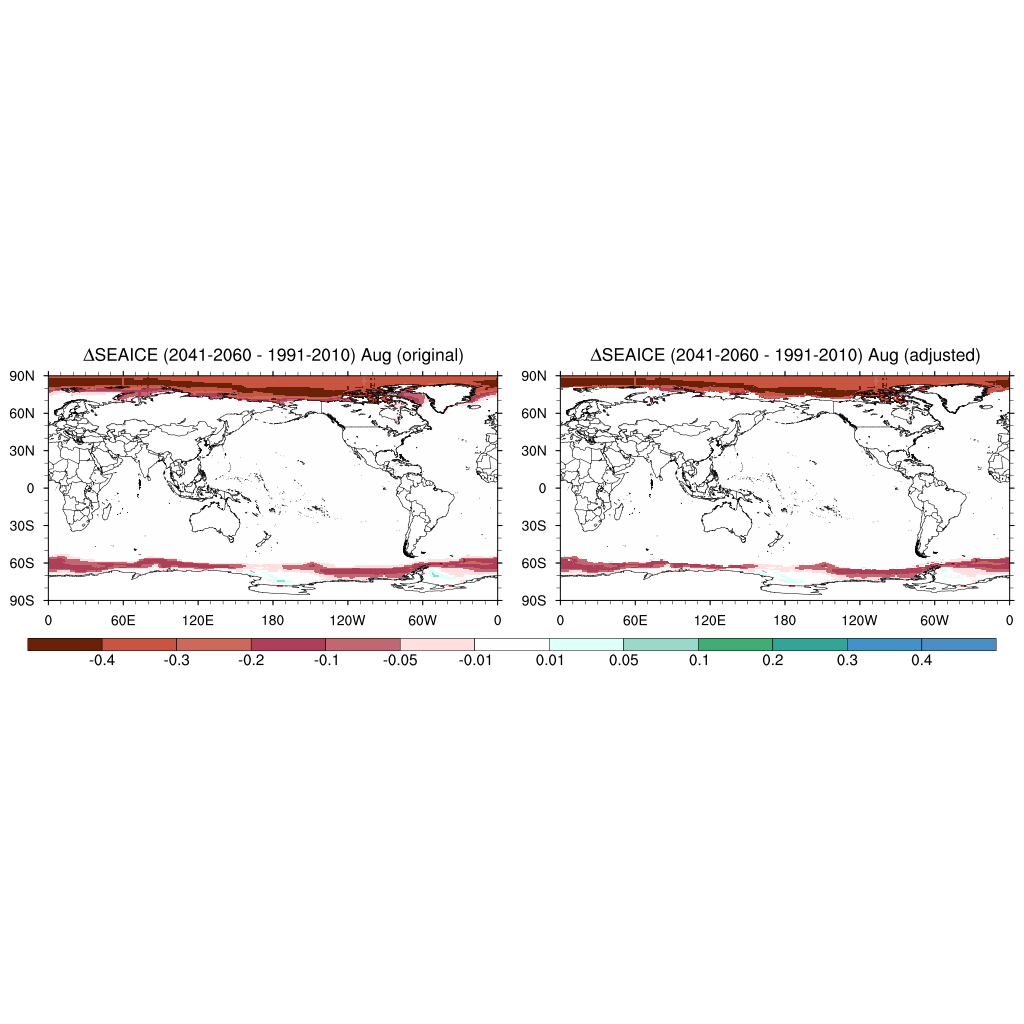 ΔSEAICE (2041-2060 - 1991-2010) Aug (original)
ΔSEAICE (2041-2060 - 1991-2010) Aug (adjusted)
90N
60N
30N
0
30S
60S
90S
0 60E 120E 180 120W 60W 0
90N
60N
30N
0
30S
60S
90S
0 60E 120E 180 120W 60W 0
-0.4 -0.3 -0.2 -0.1 -0.05 -0.01 0.01 0.05 0.1 0.2 0.3 0.4